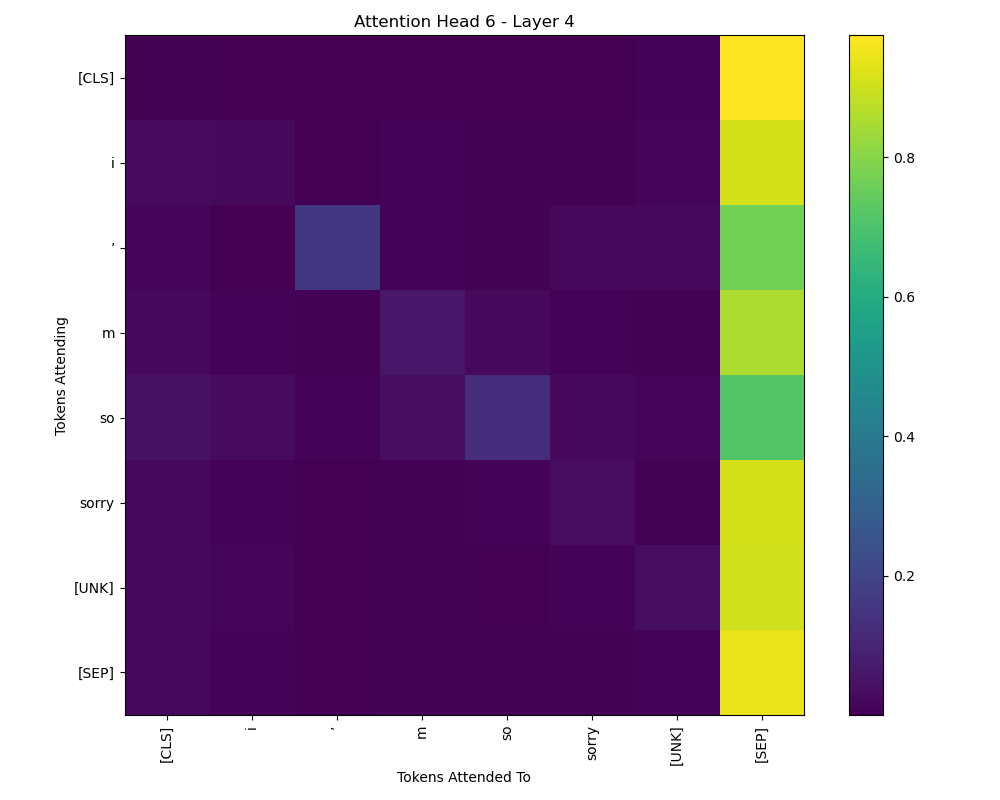 Attention Head 6 - Layer 4
[CLS]
i
’
m
so
sorry
[UNK]
[SEP]
Tokens Attending
[CLS]
i
’
m
so
sorry
[UNK]
[SEP]
Tokens Attended To
0.8
0.6
0.4
0.2